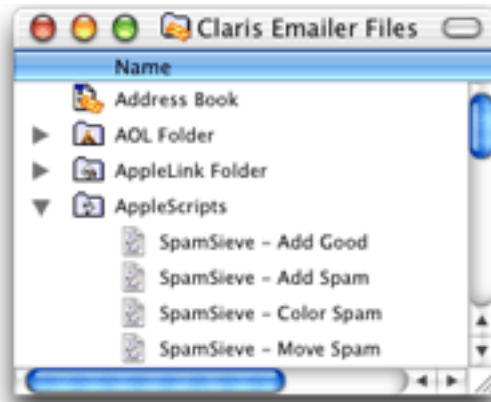 Claris Emailer Files
Name
Address Book
AOL Folder
AppleLink Folder
AppleScripts
SpamSieve – Add Good
SpamSieve – Add Spam
SpamSieve – Color Spam
SpamSieve – Move Spam